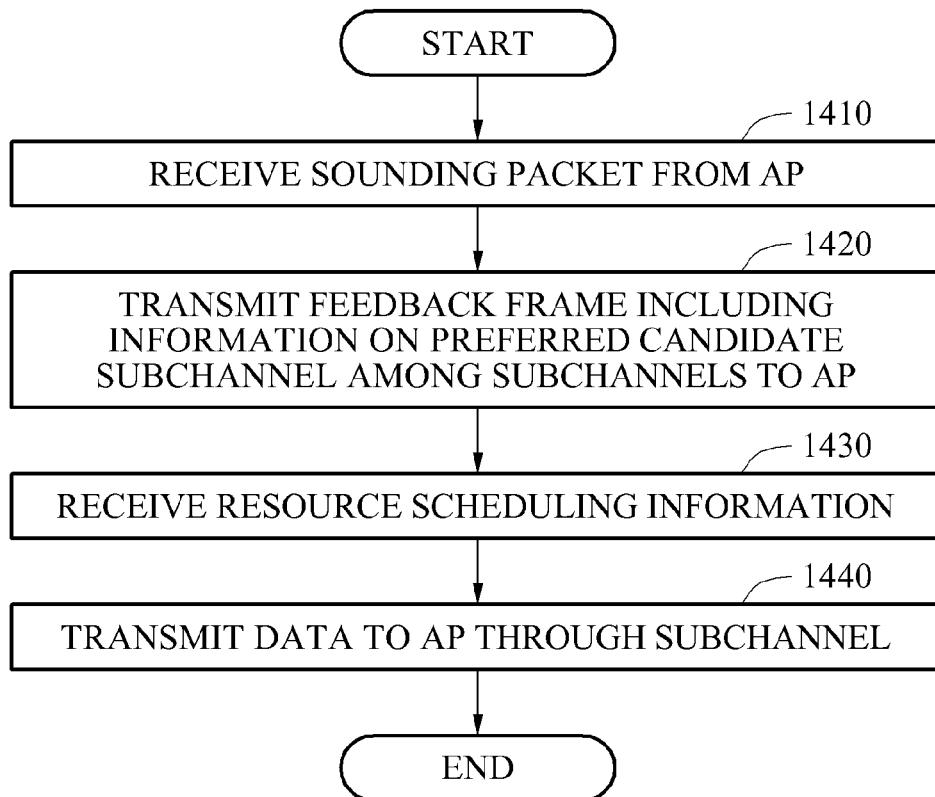 START
1410
RECEIVE SOUNDING PACKET FROM AP
1420
TRANSMIT FEEDBACK FRAME INCLUDING
INFORMATION ON PREFERRED CANDIDATE
SUBCHANNEL AMONG SUBCHANNELS TO AP
1430
RECEIVE RESOURCE SCHEDULING INFORMATION
1440
TRANSMIT DATA TO AP THROUGH SUBCHANNEL
END